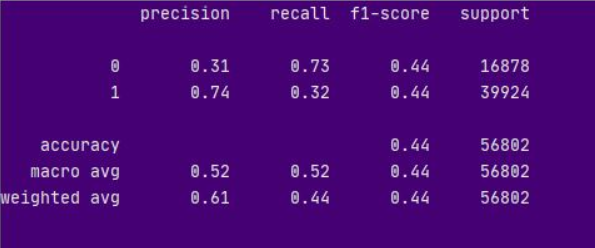 precision recall f1-score support
0 0.31 0.73 0.44 16878
1 0.74 0.32 0.44 39924
accuracy 0.44 56802
macro avg 0.52 0.52 0.44 56802
weighted avg 0.61 0.44 0.44 56802